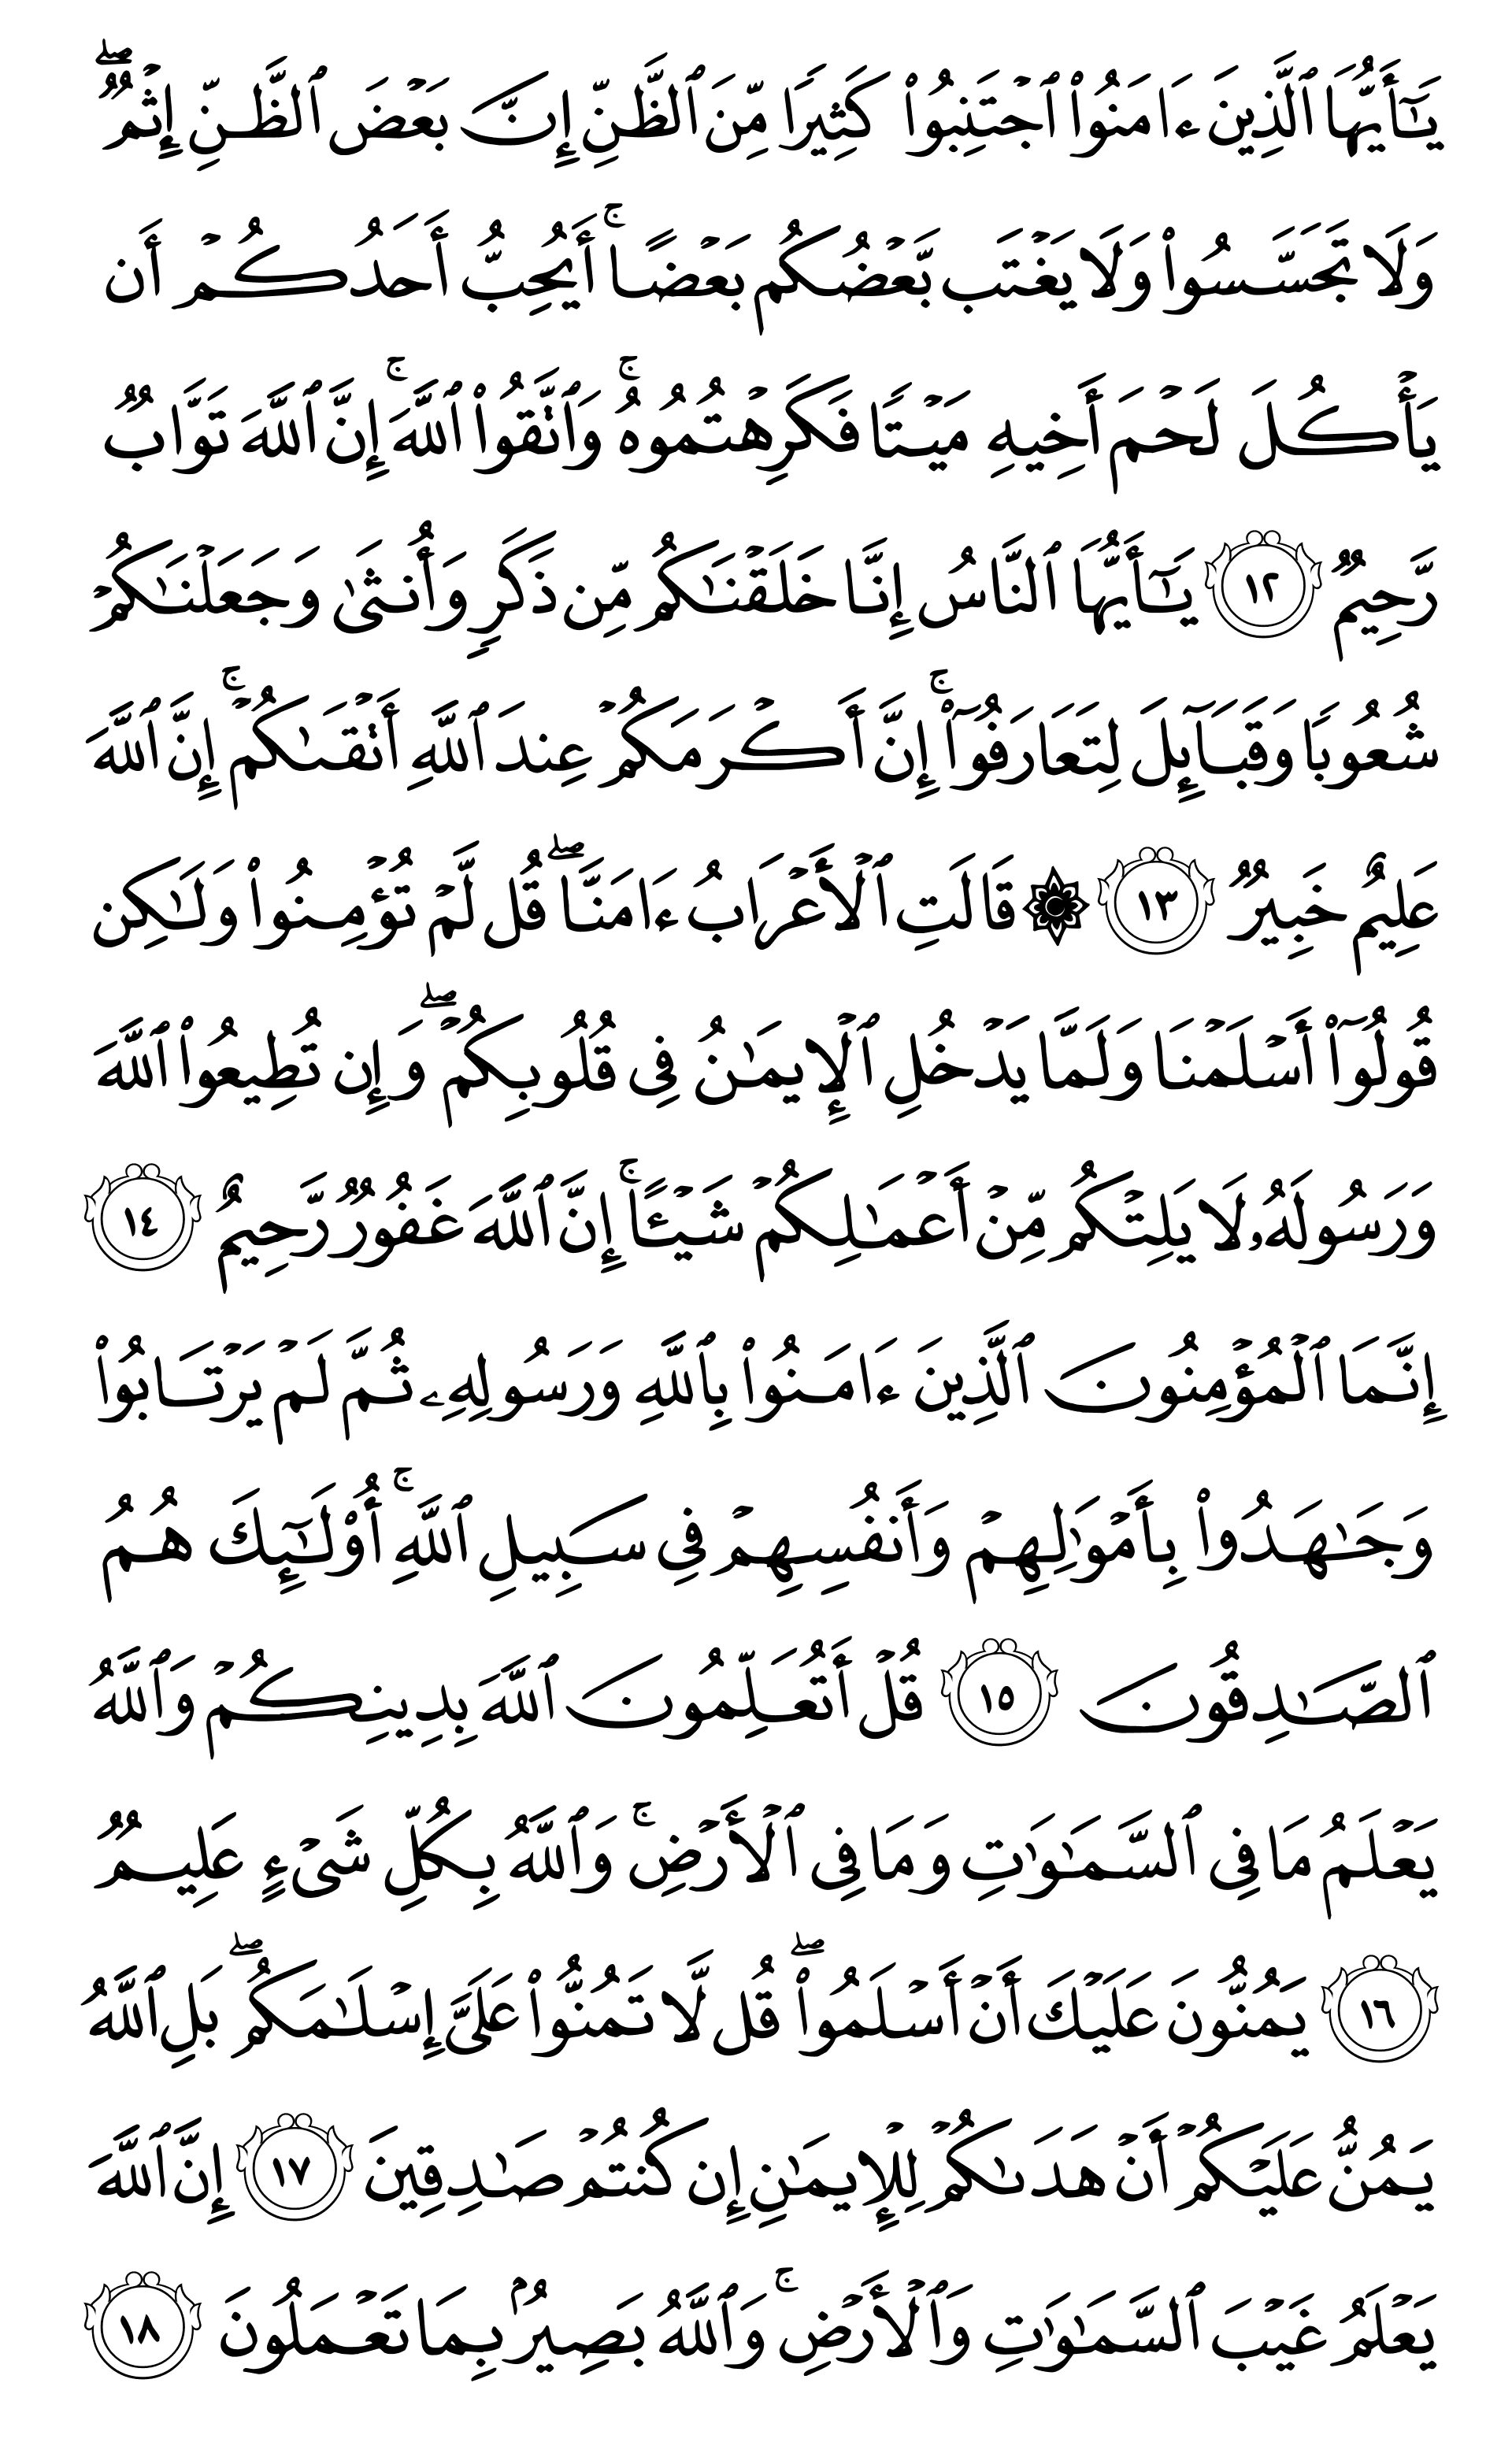 يَٰٓأَيُّهَا ٱلَّذِينَ ءَامَنُوا۟ ٱجْتَنِبُوا۟ كَثِيرًا مِّنَ ٱلظَّنِّ إِنَّ بَعْضَ ٱلظَّنِّ إِثْمٌ ۖ
وَلَا تَجَسَّسُوا۟ وَلَا يَغْتَب بَّعْضُكُم بَعْضًا ۚ أَيُحِبُّ أَحَدُكُمْ أَن
يَأْكُلَ لَحْمَ أَخِيهِ مَيْتًا فَكَرِهْتُمُوهُ ۚ وَٱتَّقُوا۟ ٱللَّهَ ۚ إِنَّ ٱللَّهَ تَوَّابٌ
رَّحِيمٌ ١٢ يَٰٓأَيُّهَا ٱلنَّاسُ إِنَّا خَلَقْنَٰكُم مِّن ذَكَرٍ وَأُنثَىٰ وَجَعَلْنَٰكُمْ
شُعُوبًا وَقَبَآئِلَ لِتَعَارَفُوٓا۟ ۚ إِنَّ أَكْرَمَكُمْ عِندَ ٱللَّهِ أَتْقَىٰكُمْ ۚ إِنَّ ٱللَّهَ
عَلِيمٌ خَبِيرٌ ١٣ ۞ قَالَتِ ٱلْأَعْرَابُ ءَامَنَّا ۖ قُل لَّمْ تُؤْمِنُوا۟ وَلَٰكِن
قُولُوٓا۟ أَسْلَمْنَا وَلَمَّا يَدْخُلِ ٱلْإِيمَٰنُ فِى قُلُوبِكُمْ ۖ وَإِن تُطِيعُوا۟ ٱللَّهَ
وَرَسُولَهُۥ لَا يَلِتْكُم مِّنْ أَعْمَٰلِكُمْ شَيْـًٔا ۚ إِنَّ ٱللَّهَ غَفُورٌ رَّحِيمٌ ١٤
إِنَّمَا ٱلْمُؤْمِنُونَ ٱلَّذِينَ ءَامَنُوا۟ بِٱللَّهِ وَرَسُولِهِۦ ثُمَّ لَمْ يَرْتَابُوا۟
وَجَٰهَدُوا۟ بِأَمْوَٰلِهِمْ وَأَنفُسِهِمْ فِى سَبِيلِ ٱللَّهِ ۚ أُو۟لَٰٓئِكَ هُمُ
ٱلصَّٰدِقُونَ ١٥ قُلْ أَتُعَلِّمُونَ ٱللَّهَ بِدِينِكُمْ وَٱللَّهُ
يَعْلَمُ مَا فِى ٱلسَّمَٰوَٰتِ وَمَا فِى ٱلْأَرْضِ ۚ وَٱللَّهُ بِكُلِّ شَىْءٍ عَلِيمٌ
١٦ يَمُنُّونَ عَلَيْكَ أَنْ أَسْلَمُوا۟ ۖ قُل لَّا تَمُنُّوا۟ عَلَىَّ إِسْلَٰمَكُم ۖ بَلِ ٱللَّهُ
يَمُنُّ عَلَيْكُمْ أَنْ هَدَىٰكُمْ لِلْإِيمَٰنِ إِن كُنتُمْ صَٰدِقِينَ ١٧ إِنَّ ٱللَّهَ
يَعْلَمُ غَيْبَ ٱلسَّمَٰوَٰتِ وَٱلْأَرْضِ ۚ وَٱللَّهُ بَصِيرٌۢ بِمَا تَعْمَلُونَ ١٨